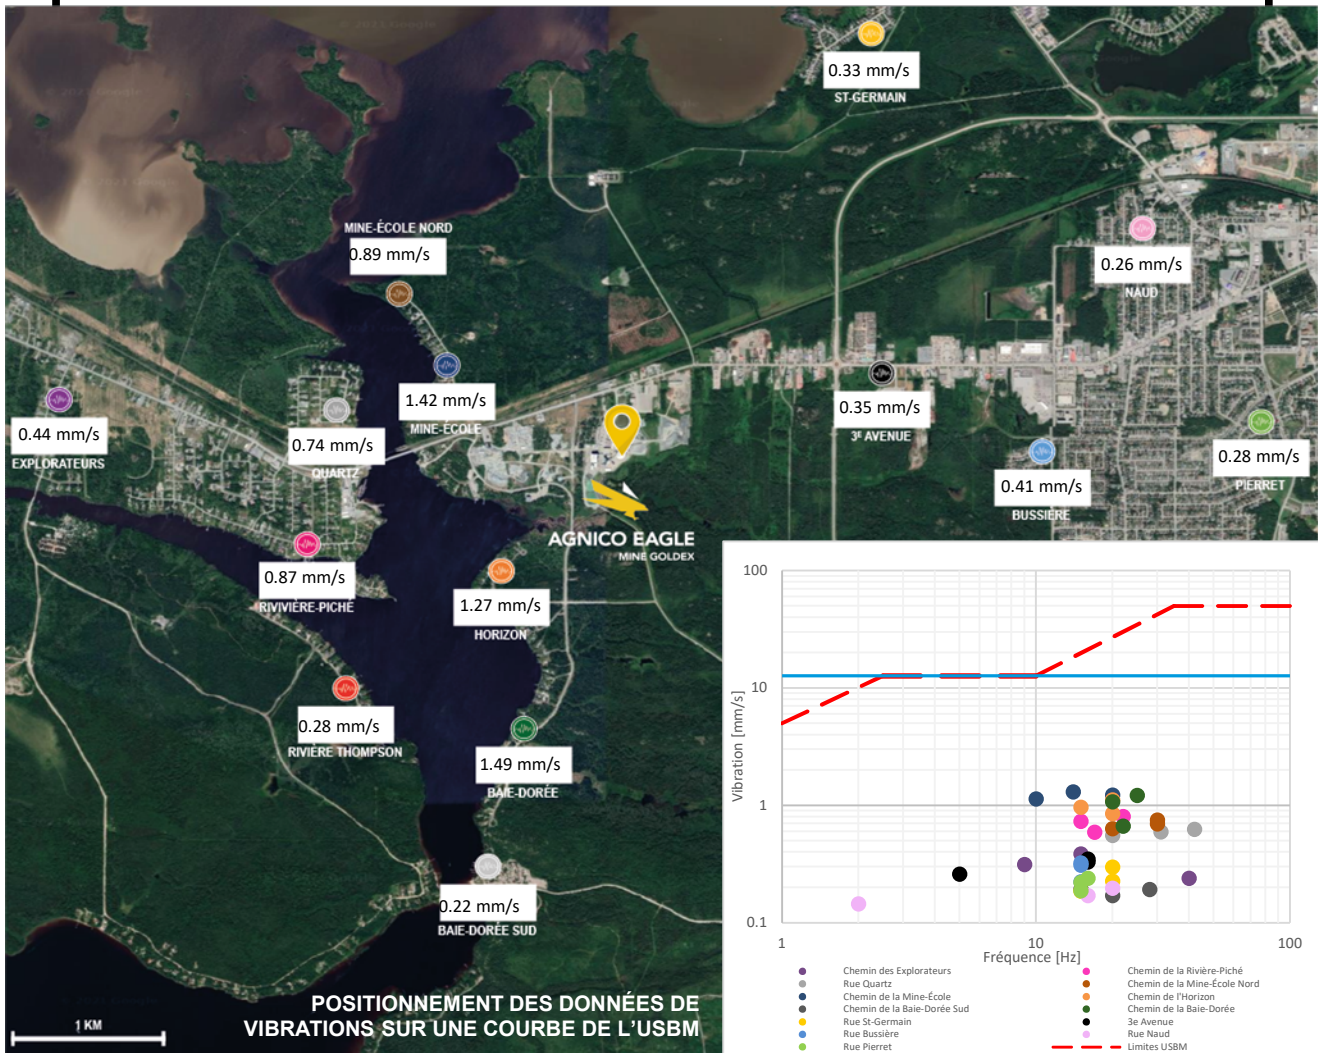 0.33 mm/s
ST-GERMAIN
MINE-ÉCOLE NORD
0.89 mm/s
0.26 mm/s
NAUD
1.42 mm/s
MINE-ÉCOLE
0.44 mm/s
EXPLORATEURS
0.74 mm/s
QUARTZ
0.35 mm/s
3E AVENUE
0.28 mm/s
PIERRET
0.41 mm/s
BUSSIÈRE
AGNICO EAGLE
MINE GOLDEX
0.87 mm/s
RIVIVIÈRE-PICHÉ
1.27 mm/s
HORIZON
0.28 mm/s
RIVIÈRE THOMPSON
1.49 mm/s
BAIE-DORÉE
0.22 mm/s
BAIE-DORÉE SUD
POSITIONNEMENT DES DONNÉES DE
VIBRATIONS SUR UNE COURBE DE L'USBM
1 KM
100
10
1
0.1
Vibration [mm/s]
1
10
100
Fréquence [Hz]
Chemin des Explorateurs
Chemin de la Rivière-Piché
Rue Quartz
Chemin de la Mine-École Nord
Chemin de la Mine-École
Chemin de l'Horizon
Chemin de la Baie-Dorée Sud
Chemin de la Baie-Dorée
Rue St-Germain
3e Avenue
Rue Bussière
Rue Naud
Rue Pierret
Limites USBM